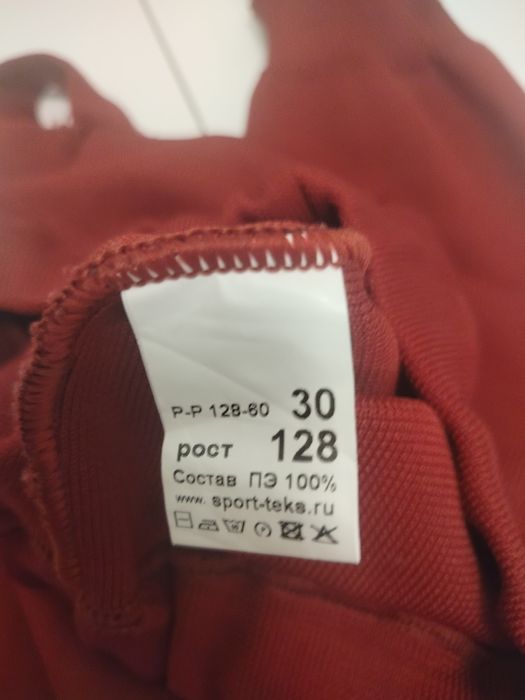 Р-Р 128-60 30
рост 128
Состав ПЭ 100%
www. sport-teks.ru